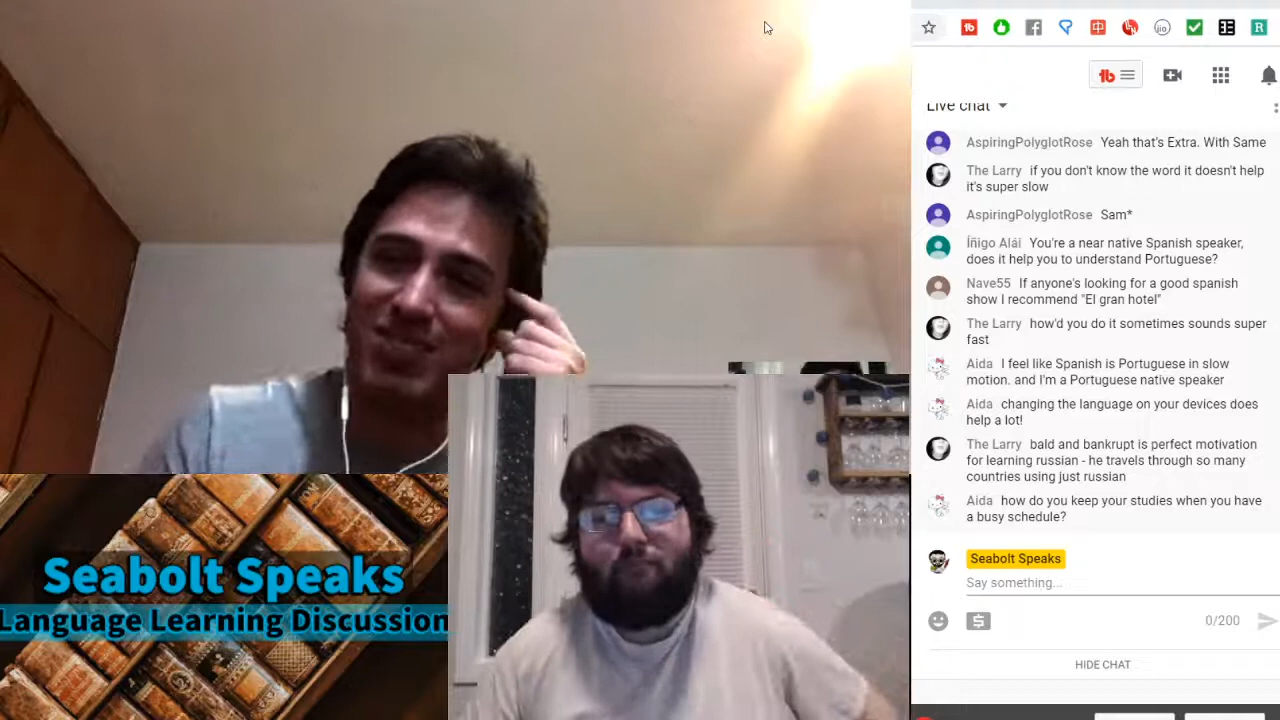 Live chat
AspiringPolyglotRose Yeah that's Extra. With Same
The Larry if you don't know the word it doesn't help
it's super slow
AspiringPolyglotRose Sam*
Íñigo Alái You're a near native Spanish speaker,
does it help you to understand Portuguese?
Nave55 If anyone's looking for a good spanish
show I recommend "El gran hotel"
The Larry how'd you do it sometimes sounds super
fast
Aida I feel like Spanish is Portuguese in slow
motion. and I'm a Portuguese native speaker
Aida changing the language on your devices does
help a lot!
The Larry bald and bankrupt is perfect motivation
for learning russian - he travels through so many
countries using just russian
Aida how do you keep your studies when you have
a busy schedule?
Seabolt Speaks
Say something...
0/200
HIDE CHAT
Seabolt Speaks
Language Learning Discussion